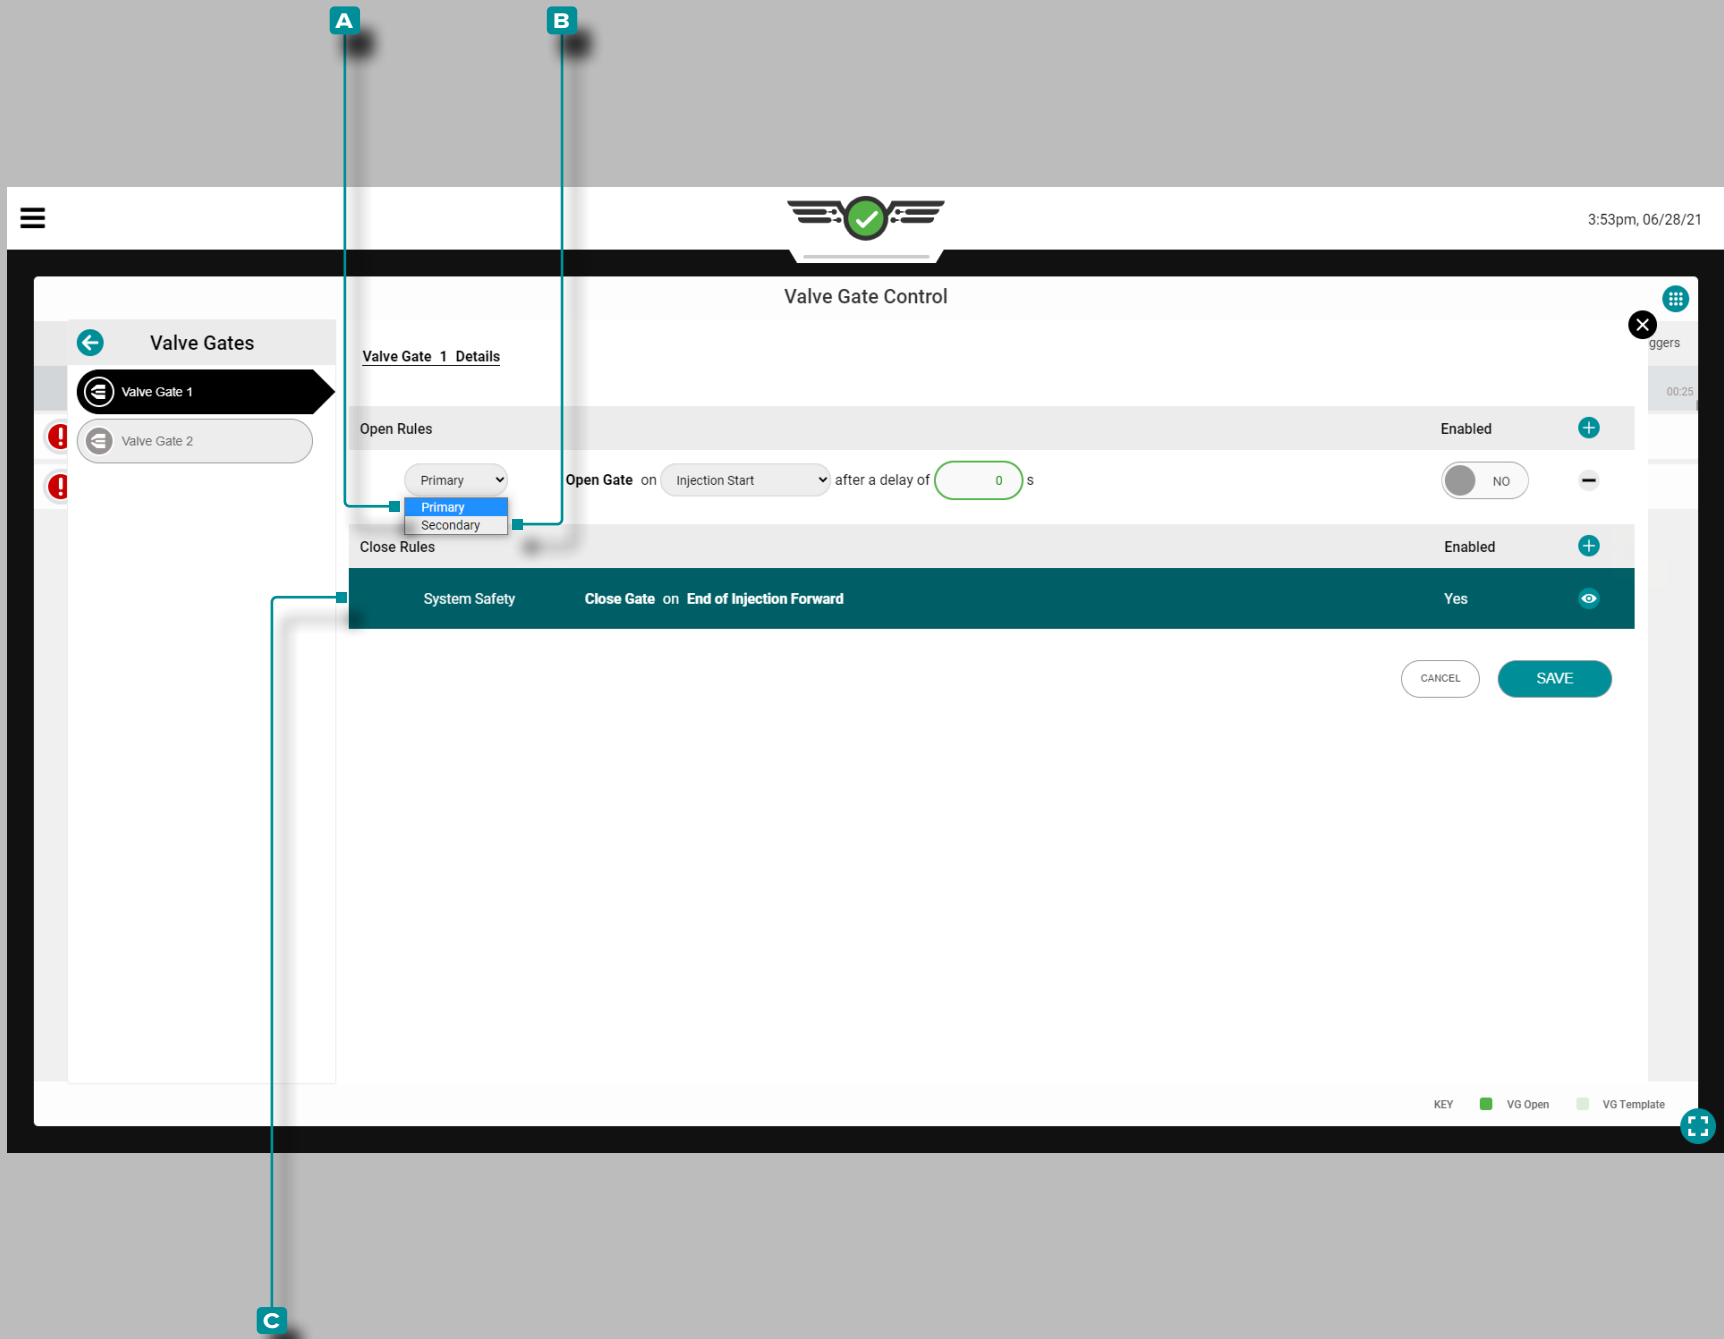 A
B
3:53pm, 06/28/21
Valve Gate Control
Valve Gates
Valve Gate 1 Details
ggers
Valve Gate 1
00:25
Valve Gate 2
Open Rules Enabled
Primary Open Gate on Injection Start after a delay of 0 s NO
Primary
Secondary
Close Rules Enabled
System Safety Close Gate on End of Injection Forward Yes
CANCEL SAVE
KEY VG Open VG Template
C